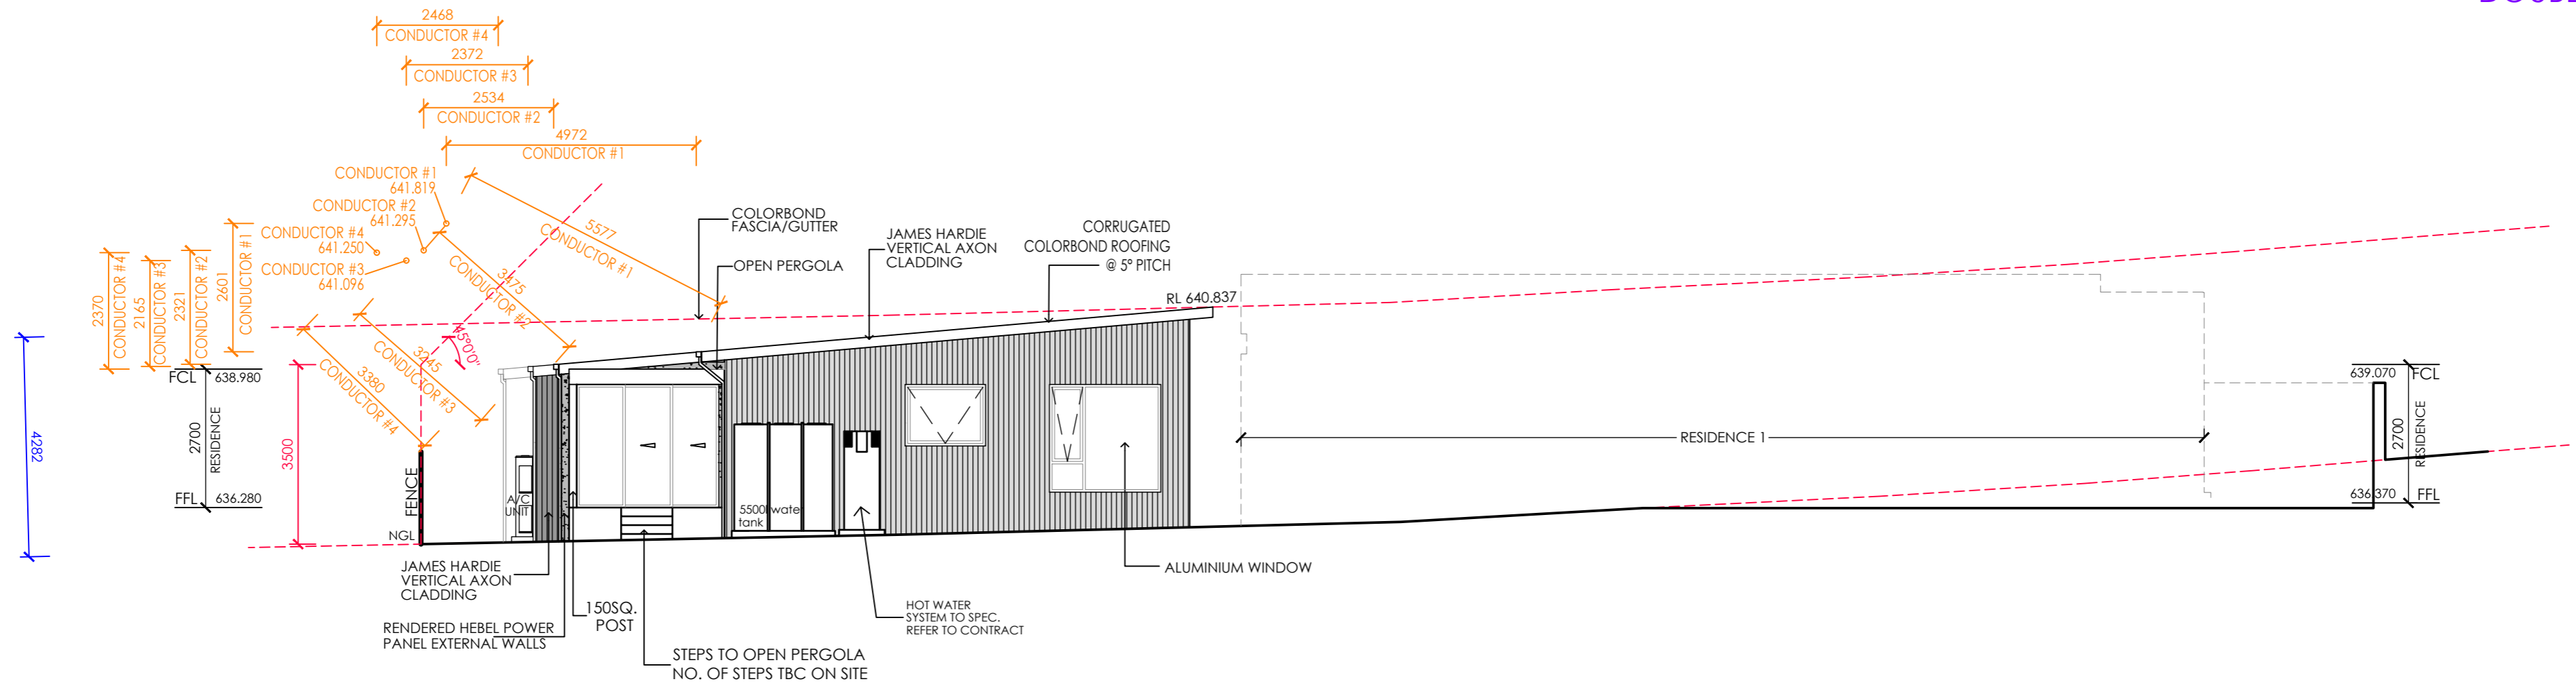 2468
CONDUCTOR #4
2372
CONDUCTOR #3
2534
CONDUCTOR #2
4972
CONDUCTOR #1
CONDUCTOR #1
641.819
CONDUCTOR #2
641.295
CONDUCTOR #4
641.250
CONDUCTOR #3
641.096
5577
CONDUCTOR #1
3475
CONDUCTOR #2
3245
CONDUCTOR #3
3380
CONDUCTOR #4
2370
CONDUCTOR #4
2165
CONDUCTOR #3
2321
CONDUCTOR #2
2601
CONDUCTOR #1
45°0'0"
COLORBOND
FASCIA/GUTTER
OPEN PERGOLA
JAMES HARDIE
VERTICAL AXON
CLADDING
CORRUGATED
COLORBOND ROOFING
@ 5° PITCH
RL 640.837
4282
FCL 638.980
2700
RESIDENCE
FFL 636.280
3500
FENCE
NGL
A/C
UNIT
5500l water
tank
RESIDENCE 1
639.070 FCL
2700
RESIDENCE
636.370 FFL
JAMES HARDIE
VERTICAL AXON
CLADDING
RENDERED HEBEL POWER
PANEL EXTERNAL WALLS
150SQ.
POST
STEPS TO OPEN PERGOLA
NO. OF STEPS TBC ON SITE
HOT WATER
SYSTEM TO SPEC.
REFER TO CONTRACT
ALUMINIUM WINDOW